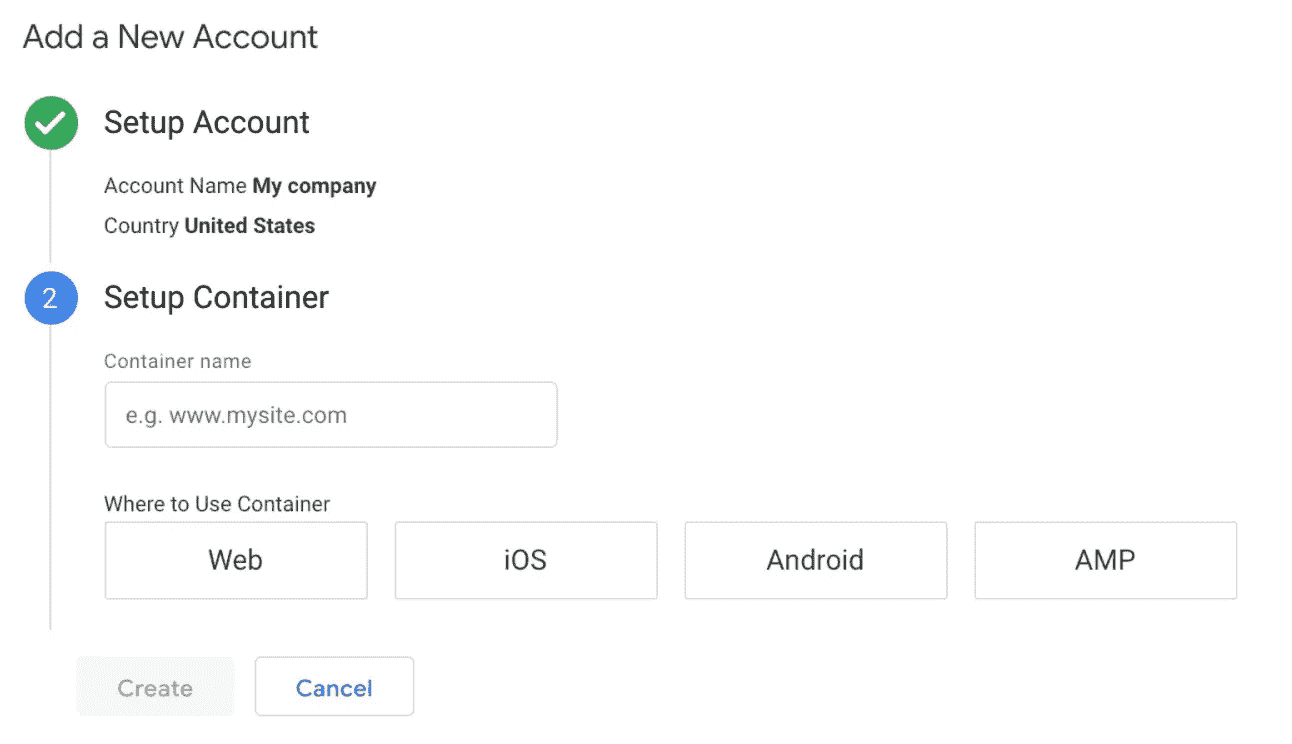 Add a New Account
Setup Account
Account Name My company
Country United States
2 Setup Container
Container name
e.g. www.mysite.com
Where to Use Container
Web iOS Android AMP
Create Cancel